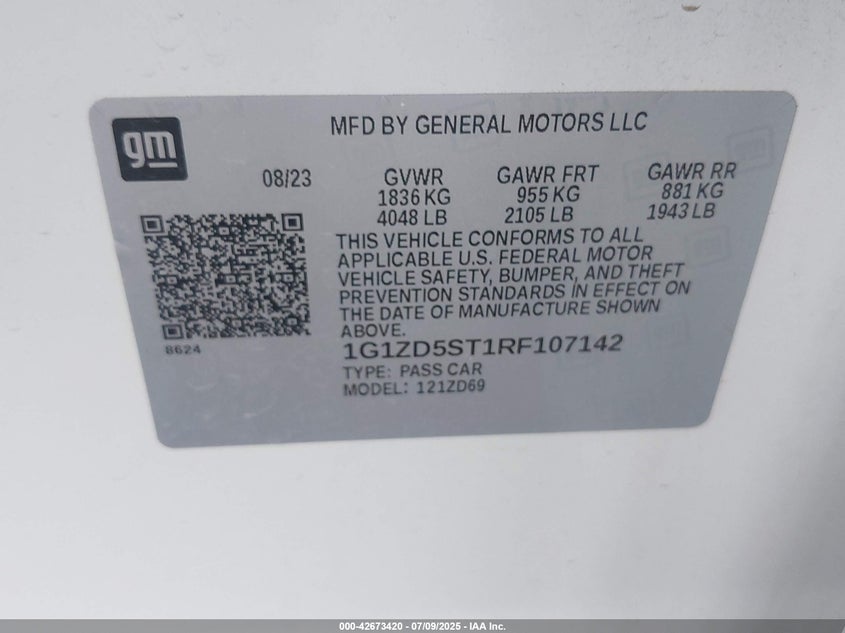 gm
MFD BY GENERAL MOTORS LLC
08/23
GVWR
1836 KG
4048 LB
GAWR FRT
955 KG
2105 LB
GAWR RR
881 KG
1943 LB
THIS VEHICLE CONFORMS TO ALL
APPLICABLE U.S. FEDERAL MOTOR
VEHICLE SAFETY, BUMPER, AND THEFT
PREVENTION STANDARDS IN EFFECT ON
THE DATE OF MANUFACTURE SHOWN
ABOVE.
8624
1G1ZD5ST1RF107142
TYPE: PASS CAR
MODEL: 121ZD69
000-42673420 - 07/09/2025 - IAA Inc.